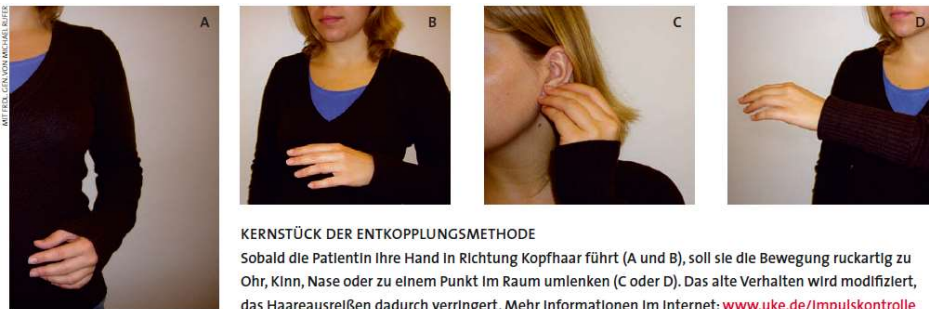 MIT FRDL. GEN. VON MICHAEL RUFER
A
B
C
D
KERNSTÜCK DER ENTKOPPLUNGSMETHODE
Sobald die Patientin ihre Hand in Richtung Kopfhaar führt (A und B), soll sie die Bewegung ruckartig zu
Ohr, Kinn, Nase oder zu einem Punkt im Raum umlenken (C oder D). Das alte Verhalten wird modifiziert,
das Haareausreißen dadurch verringert. Mehr Informationen im Internet: www.uke.de/impulskontrolle